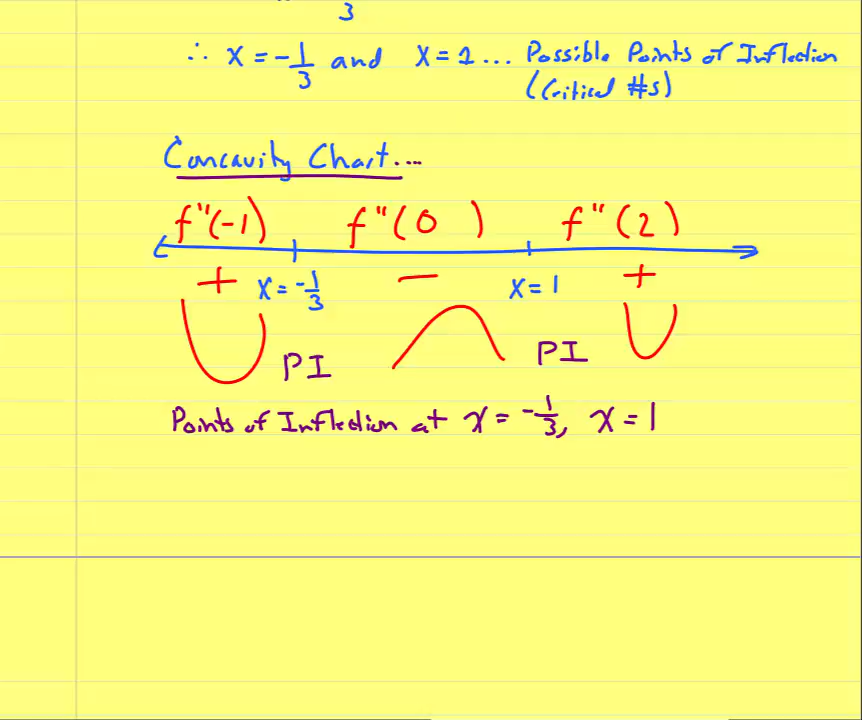 3
∴ x = -1/3 and x = 1 ... Possible Points of Inflection
(Critical #s)
Concavity Chart...
f"(-1) f"(0) f"(2)
+ x = -1/3 − x = 1 +
PI PI
Points of Inflection at x = -1/3, x = 1